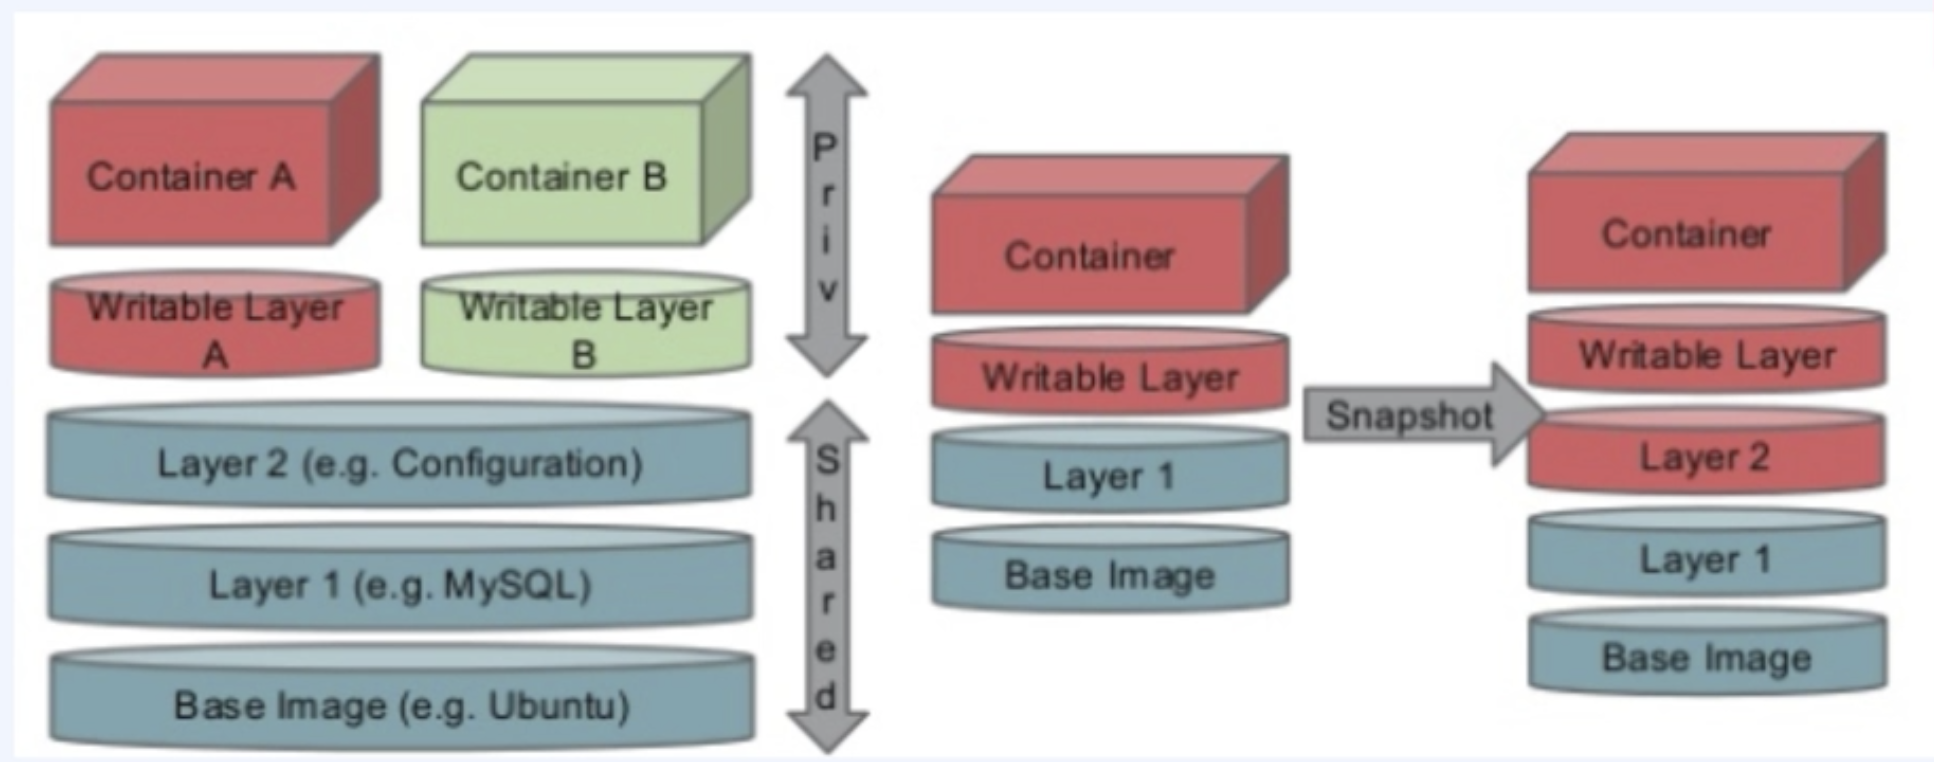 Container A
Container B
Writable Layer
A
Writable Layer
B
Priv
Layer 2 (e.g. Configuration)
Layer 1 (e.g. MySQL)
Base Image (e.g. Ubuntu)
Shared
Container
Writable Layer
Layer 1
Base Image
Snapshot
Container
Writable Layer
Layer 2
Layer 1
Base Image